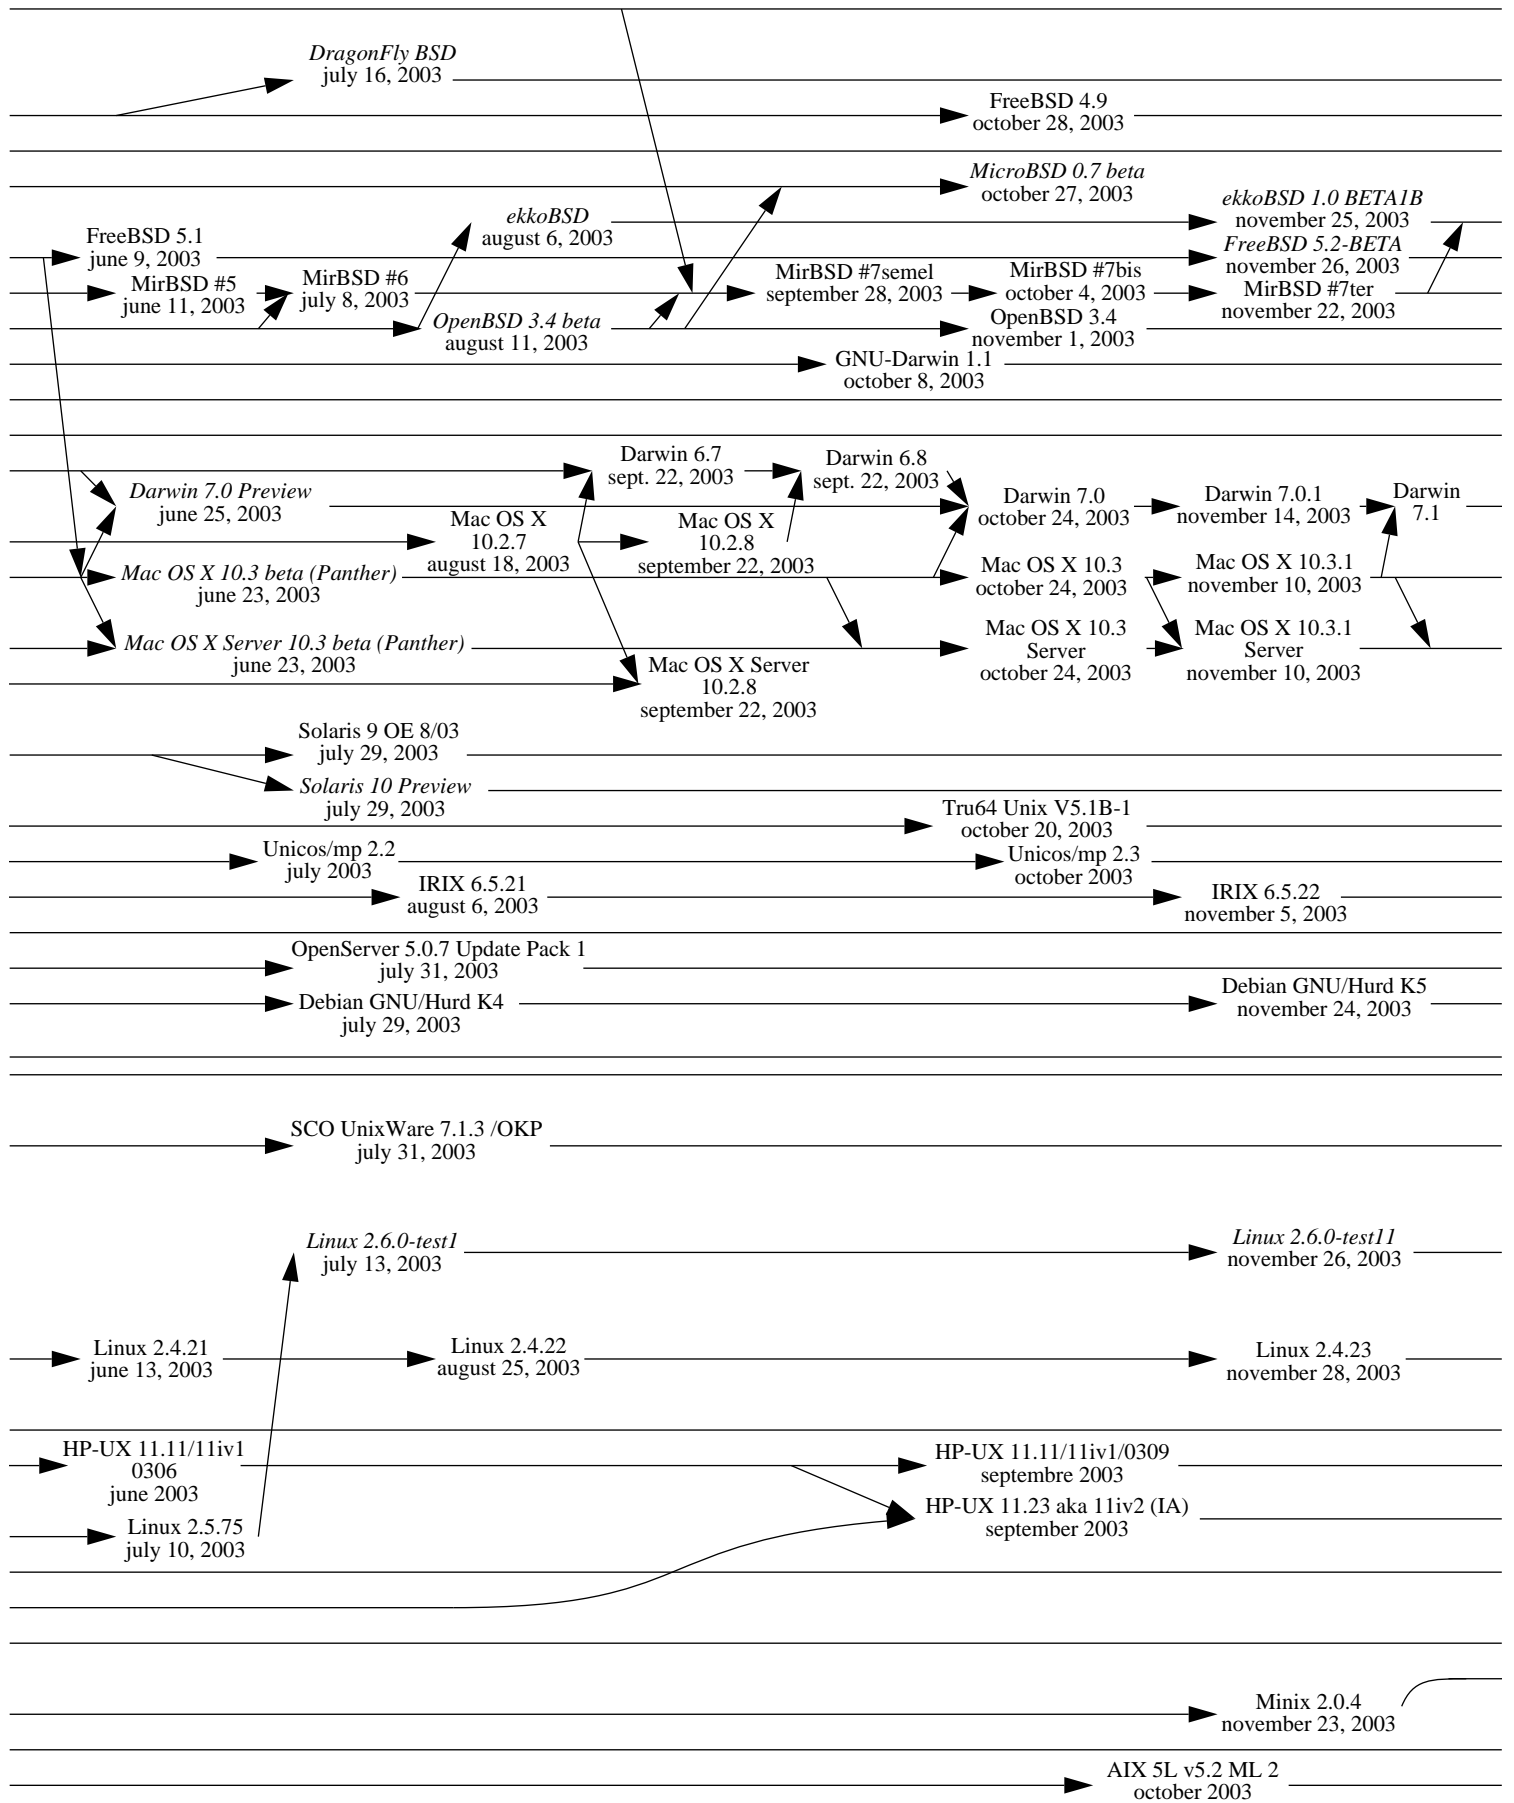 DragonFly BSD
july 16, 2003
FreeBSD 4.9
october 28, 2003
MicroBSD 0.7 beta
october 27, 2003
ekkoBSD
august 6, 2003
ekkoBSD 1.0 BETA1B
november 25, 2003
FreeBSD 5.1
june 9, 2003
FreeBSD 5.2-BETA
november 26, 2003
MirBSD #5
june 11, 2003
MirBSD #6
july 8, 2003
MirBSD #7semel
september 28, 2003
MirBSD #7bis
october 4, 2003
MirBSD #7ter
november 22, 2003
OpenBSD 3.4 beta
august 11, 2003
OpenBSD 3.4
november 1, 2003
GNU-Darwin 1.1
october 8, 2003
Darwin 6.7
sept. 22, 2003
Darwin 6.8
sept. 22, 2003
Darwin 7.0 Preview
june 25, 2003
Darwin 7.0
october 24, 2003
Darwin 7.0.1
november 14, 2003
Darwin
7.1
Mac OS X
10.2.7
august 18, 2003
Mac OS X
10.2.8
september 22, 2003
Mac OS X 10.3 beta (Panther)
june 23, 2003
Mac OS X 10.3
october 24, 2003
Mac OS X 10.3.1
november 10, 2003
Mac OS X Server 10.3 beta (Panther)
june 23, 2003
Mac OS X 10.3
Server
october 24, 2003
Mac OS X 10.3.1
Server
november 10, 2003
Mac OS X Server
10.2.8
september 22, 2003
Solaris 9 OE 8/03
july 29, 2003
Solaris 10 Preview
july 29, 2003
Tru64 Unix V5.1B-1
october 20, 2003
Unicos/mp 2.2
july 2003
Unicos/mp 2.3
october 2003
IRIX 6.5.21
august 6, 2003
IRIX 6.5.22
november 5, 2003
OpenServer 5.0.7 Update Pack 1
july 31, 2003
Debian GNU/Hurd K4
july 29, 2003
Debian GNU/Hurd K5
november 24, 2003
SCO UnixWare 7.1.3 /OKP
july 31, 2003
Linux 2.6.0-test1
july 13, 2003
Linux 2.6.0-test11
november 26, 2003
Linux 2.4.21
june 13, 2003
Linux 2.4.22
august 25, 2003
Linux 2.4.23
november 28, 2003
HP-UX 11.11/11iv1
0306
june 2003
HP-UX 11.11/11iv1/0309
septembre 2003
HP-UX 11.23 aka 11iv2 (IA)
september 2003
Linux 2.5.75
july 10, 2003
Minix 2.0.4
november 23, 2003
AIX 5L v5.2 ML 2
october 2003